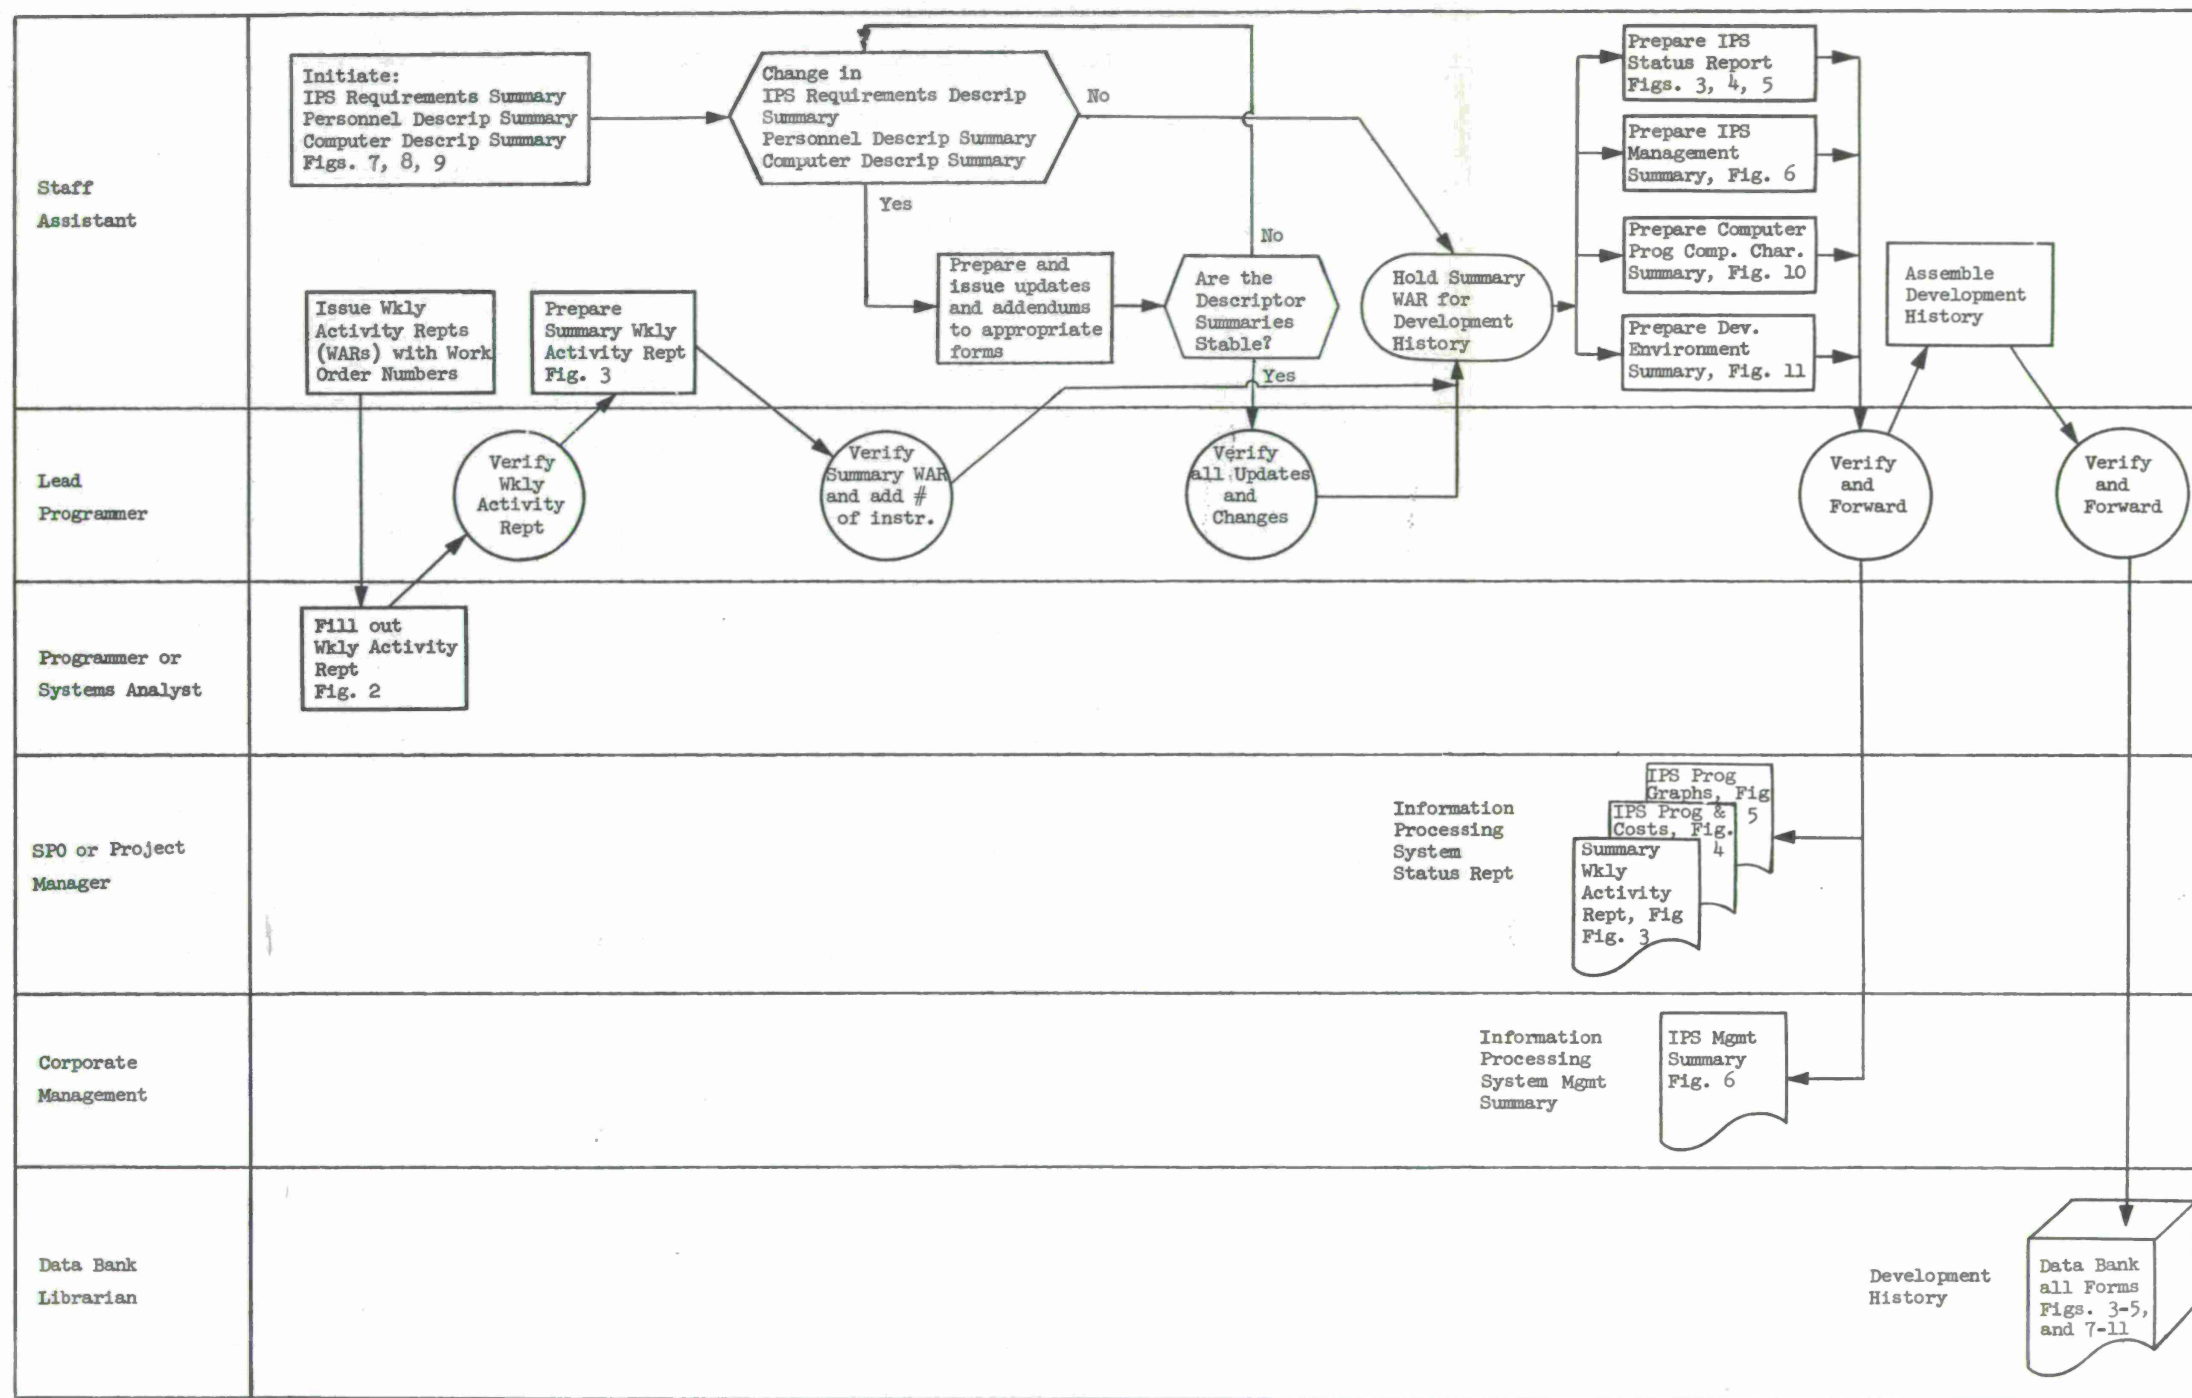 Staff
Assistant
Initiate:
IPS Requirements Summary
Personnel Descrip Summary
Computer Descrip Summary
Figs. 7, 8, 9
Change in
IPS Requirements Descrip
Summary
Personnel Descrip Summary
Computer Descrip Summary
No
Yes
Prepare and
issue updates
and addendums
to appropriate
forms
No
Are the
Descriptor
Summaries
Stable?
Yes
Hold Summary
WAR for
Development
History
Prepare IPS
Status Report
Figs. 3, 4, 5
Prepare IPS
Management
Summary, Fig. 6
Prepare Computer
Prog Comp. Char.
Summary, Fig. 10
Prepare Dev.
Environment
Summary, Fig. 11
Assemble
Development
History
Issue Wkly
Activity Repts
(WARs) with Work
Order Numbers
Prepare
Summary Wkly
Activity Rept
Fig. 3
Lead
Programmer
Verify
Wkly
Activity
Rept
Verify
Summary WAR
and add #
of instr.
Verify
all Updates
and
Changes
Verify
and
Forward
Verify
and
Forward
Programmer or
Systems Analyst
Fill out
Wkly Activity
Rept
Fig. 2
SPO or Project
Manager
Information
Processing
System
Status Rept
IPS Prog
Graphs, Fig
5
IPS Prog &
Costs, Fig.
4
Summary
Wkly
Activity
Rept, Fig
Fig. 3
Corporate
Management
Information
Processing
System Mgmt
Summary
IPS Mgmt
Summary
Fig. 6
Data Bank
Librarian
Development
History
Data Bank
all Forms
Figs. 3-5,
and 7-11